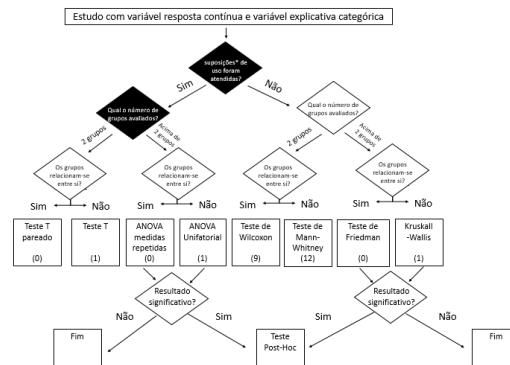 Estudo com variável resposta contínua e variável explicativa categórica
suposições* de
uso foram
atendidas?
Sim
Não
Qual o número de
grupos avaliados?
Qual o número de
grupos avaliados?
2 grupos
Acima de
2 grupos
2 grupos
Acima de
2 grupos
Os grupos
relacionam-se
entre si?
Os grupos
relacionam-se
entre si?
Os grupos
relacionam-se
entre si?
Os grupos
relacionam-se
entre si?
Sim
Não
Sim
Não
Sim
Não
Sim
Não
Teste T
pareado
(0)
Teste T
(1)
ANOVA
medidas
repetidas
(0)
ANOVA
Unifatorial
(1)
Teste de
Wilcoxon
(9)
Teste de
Mann-
Whitney
(12)
Teste de
Friedman
(0)
Kruskall
-Wallis
(1)
Resultado
significativo?
Resultado
significativo?
Não
Sim
Sim
Não
Fim
Teste
Post-Hoc
Fim